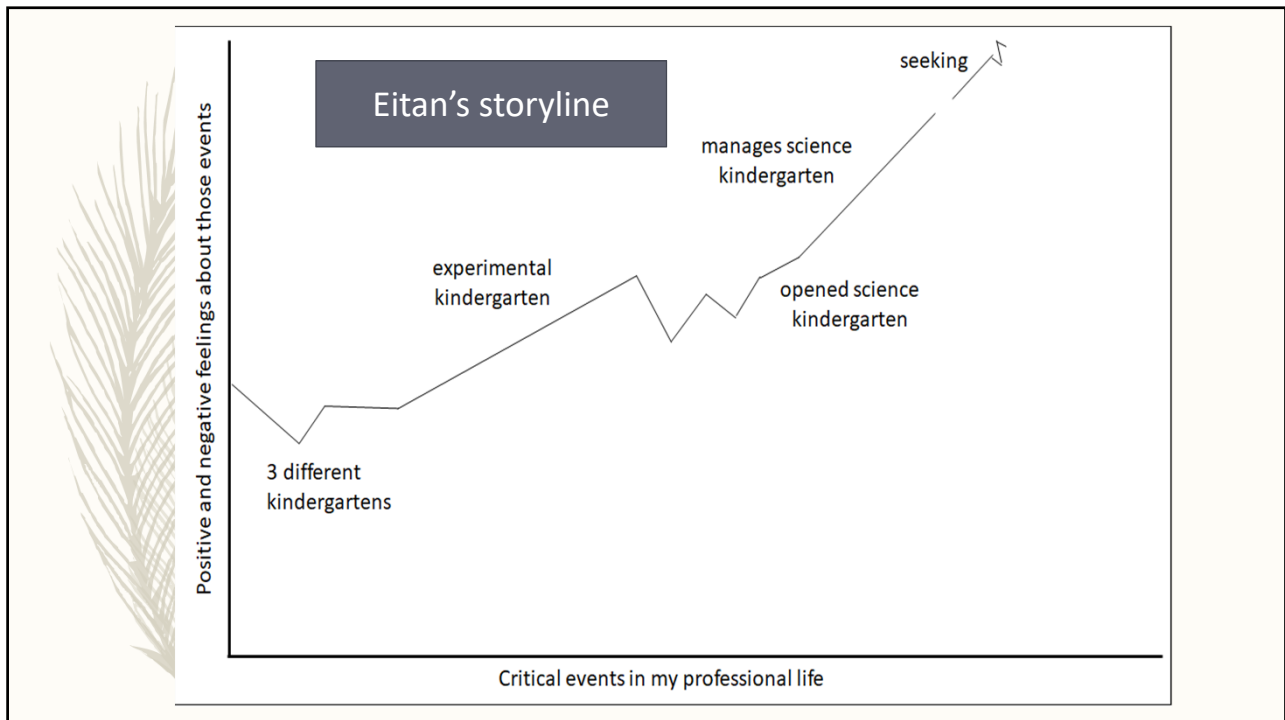 Eitan’s storyline
seeking
manages science
kindergarten
experimental
kindergarten
opened science
kindergarten
3 different
kindergartens
Positive and negative feelings about those events
Critical events in my professional life